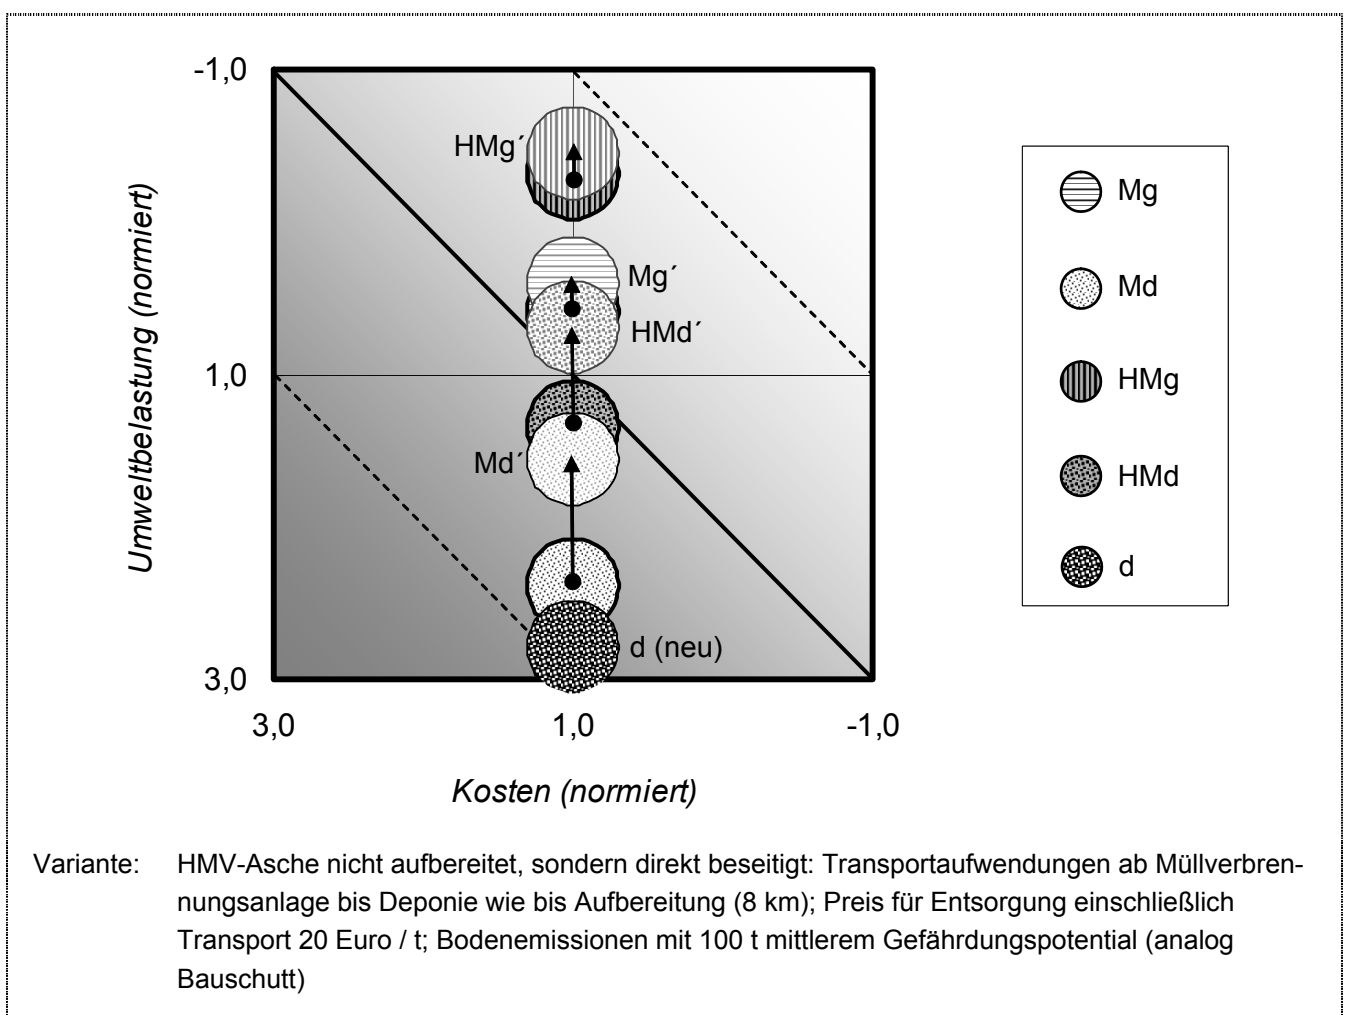 -1,0
HMg´
Mg´
HMd´
1,0
Md´
d (neu)
3,0
3,0
1,0
-1,0
Umweltbelastung (normiert)
Kosten (normiert)
Mg
Md
HMg
HMd
d
Variante: HMV-Asche nicht aufbereitet, sondern direkt beseitigt: Transportaufwendungen ab Müllverbren-
nungsanlage bis Deponie wie bis Aufbereitung (8 km); Preis für Entsorgung einschließlich
Transport 20 Euro / t; Bodenemissionen mit 100 t mittlerem Gefährdungspotential (analog
Bauschutt)